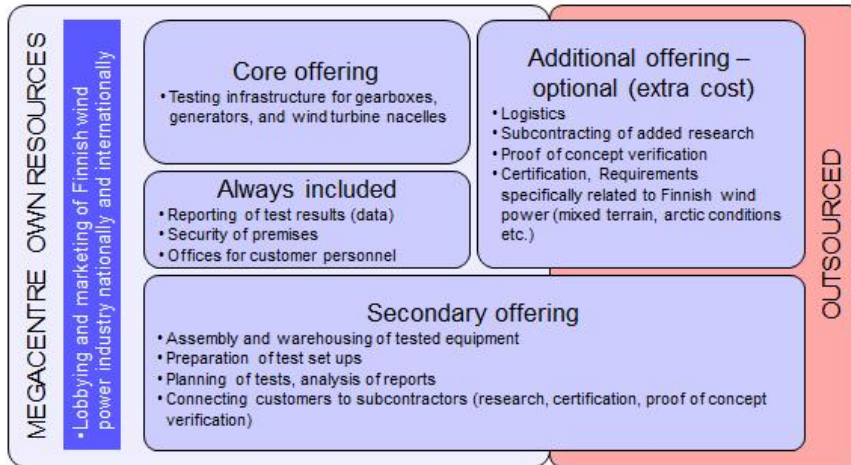 MEGACENTRE OWN RESOURCES
• Lobbying and marketing of Finnish wind
power industry nationally and internationally
Core offering
• Testing infrastructure for gearboxes,
generators, and wind turbine nacelles
Always included
• Reporting of test results (data)
• Security of premises
• Offices for customer personnel
Additional offering –
optional (extra cost)
• Logistics
• Subcontracting of added research
• Proof of concept verification
• Certification, Requirements
specifically related to Finnish wind
power (mixed terrain, arctic conditions
etc.)
Secondary offering
• Assembly and warehousing of tested equipment
• Preparation of test set ups
• Planning of tests, analysis of reports
• Connecting customers to subcontractors (research, certification, proof of concept
verification)
OUTSOURCED